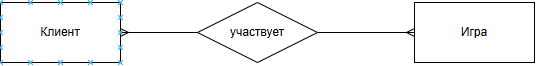 Клиент
участвует
Игра